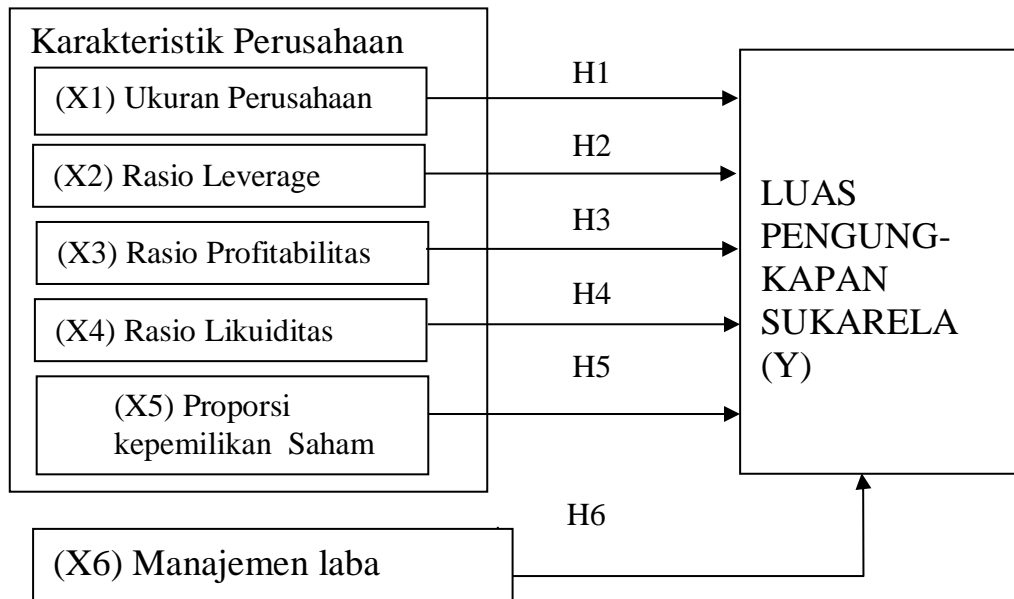 Karakteristik Perusahaan
(X1) Ukuran Perusahaan
(X2) Rasio Leverage
(X3) Rasio Profitabilitas
(X4) Rasio Likuiditas
(X5) Proporsi
kepemilikan Saham
H1
H2
H3
H4
H5
LUAS
PENGUNG-
KAPAN
SUKARELA
(Y)
H6
(X6) Manajemen laba